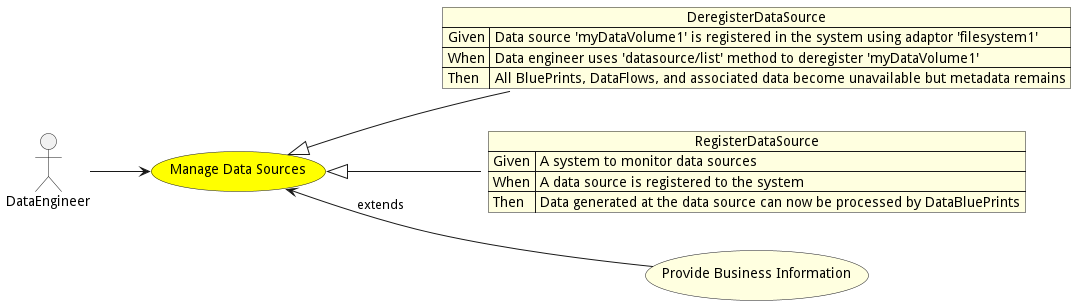 DeregisterDataSource
Given Data source 'myDataVolume1' is registered in the system using adaptor 'filesystem1'
When Data engineer uses 'datasource/list' method to deregister 'myDataVolume1'
Then All BluePrints, DataFlows, and associated data become unavailable but metadata remains
RegisterDataSource
Given A system to monitor data sources
When A data source is registered to the system
Then Data generated at the data source can now be processed by DataBluePrints
Manage Data Sources
DataEngineer
extends
Provide Business Information